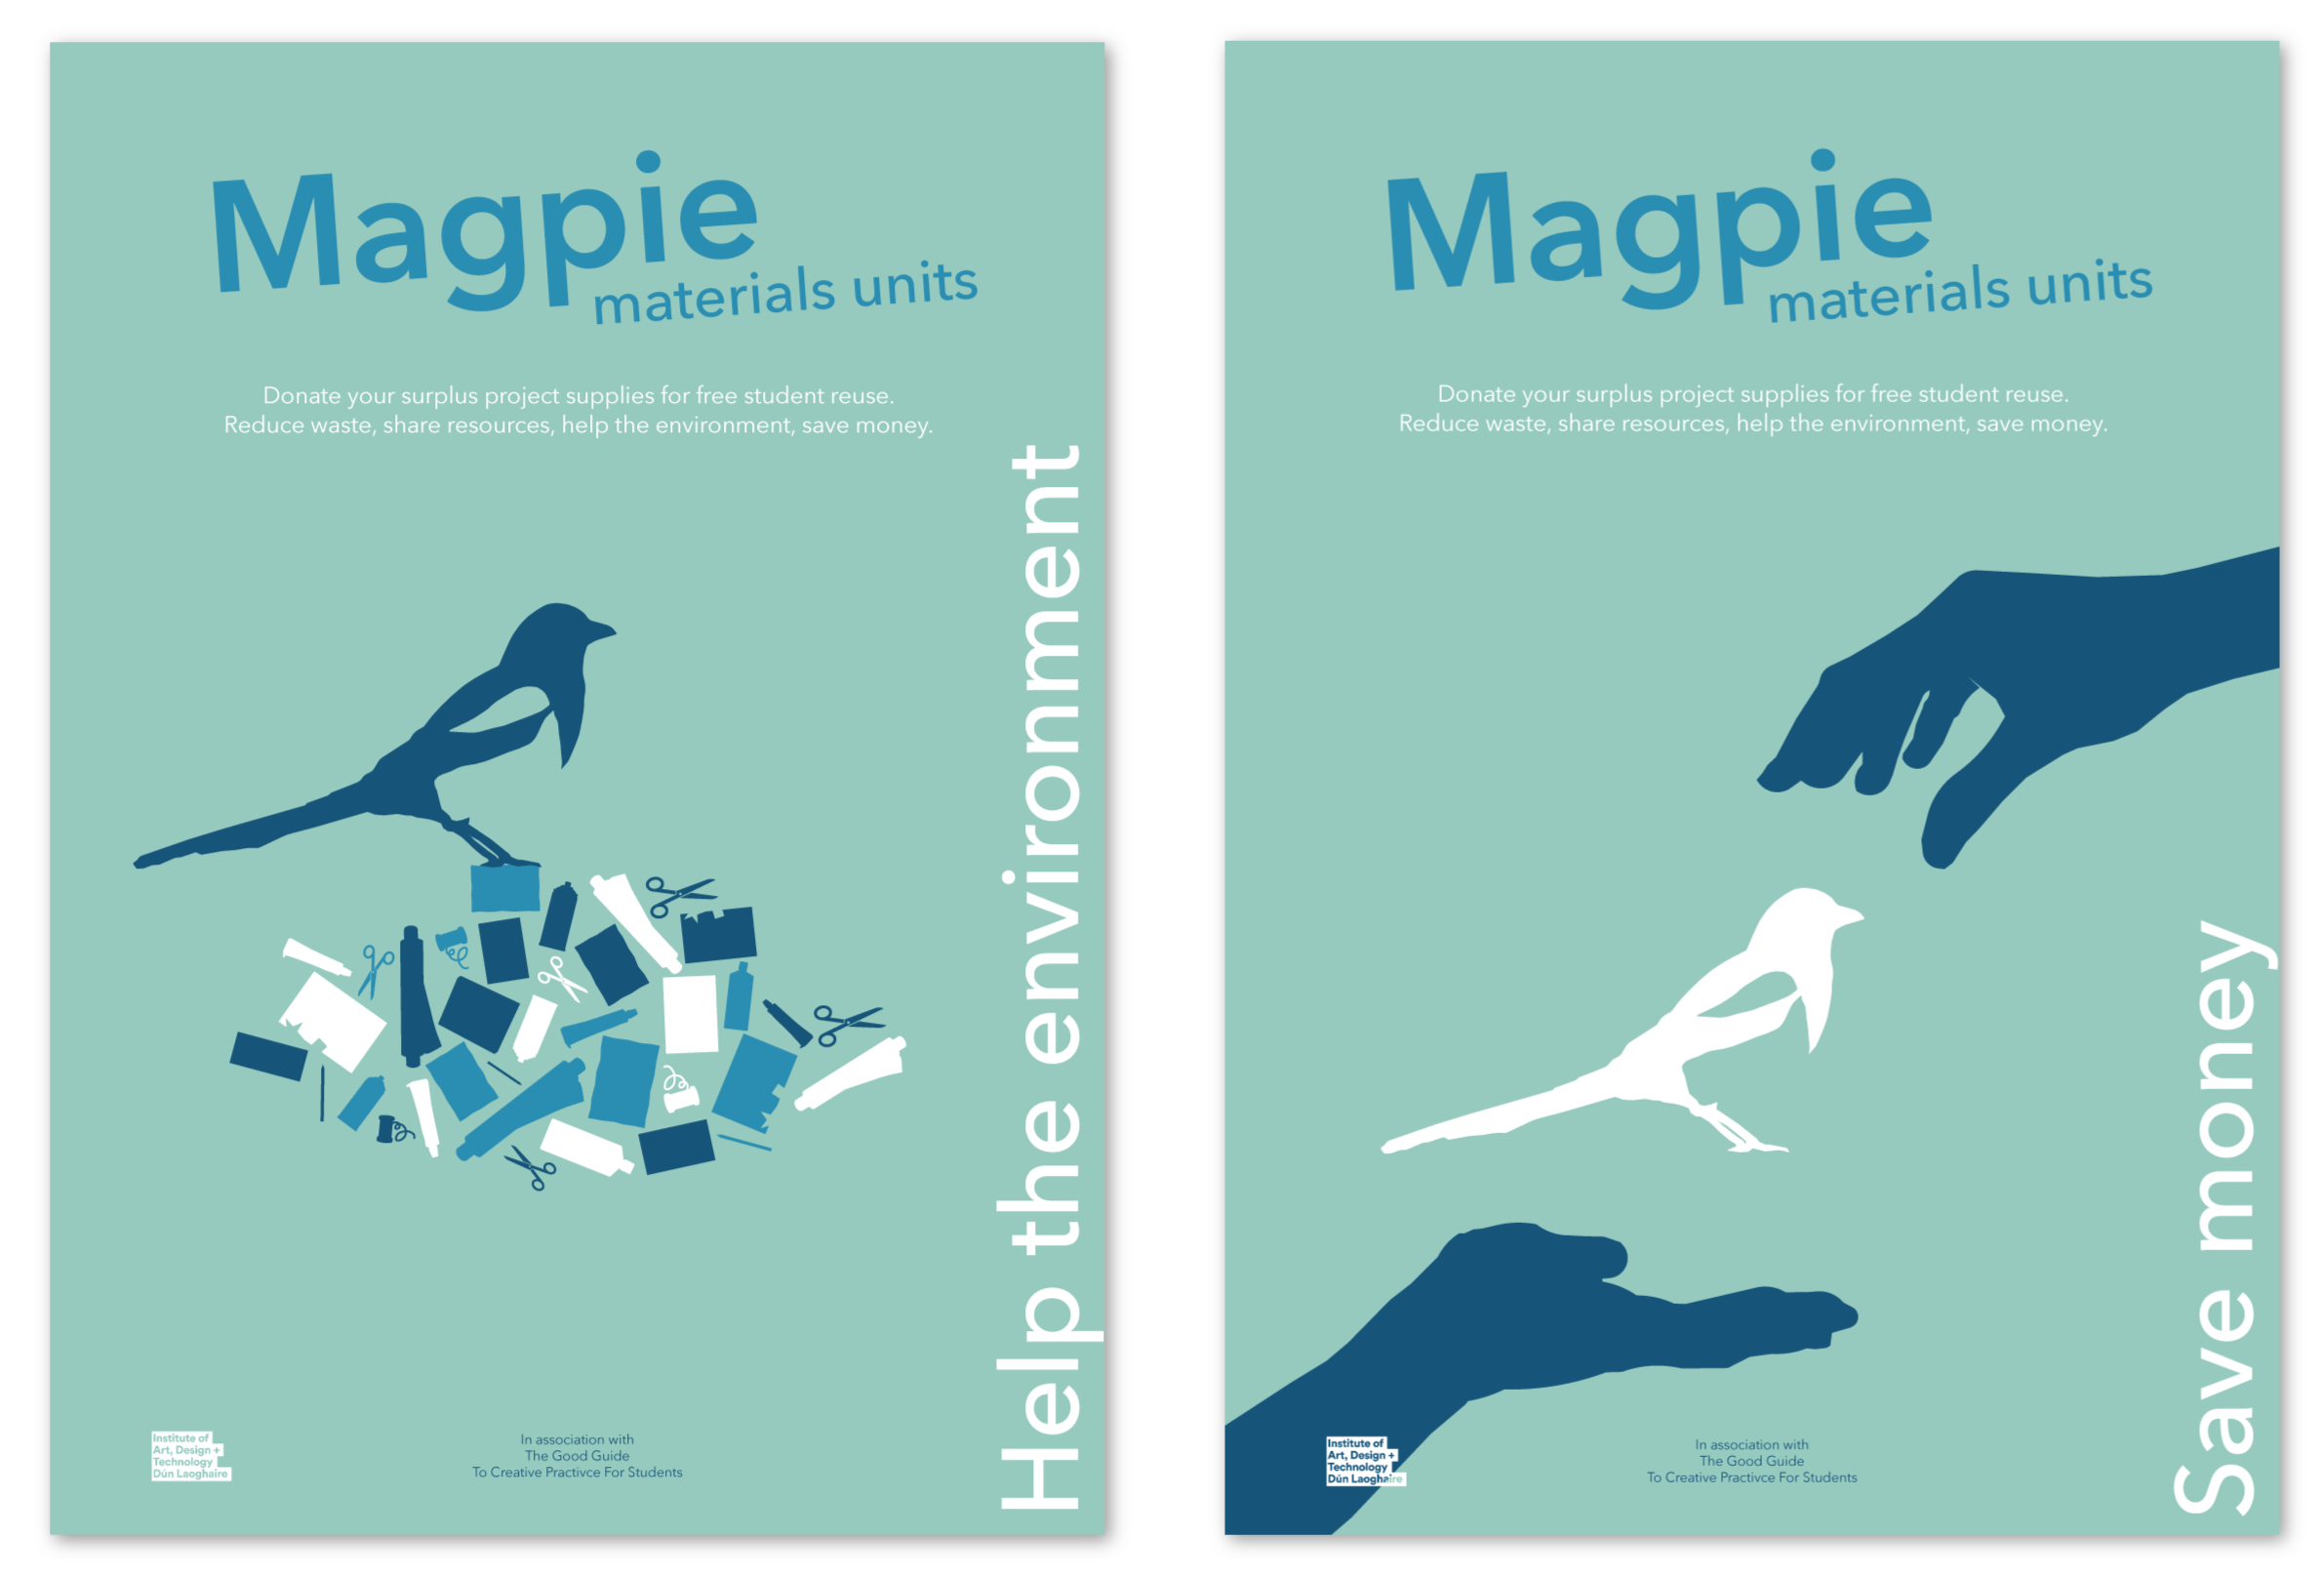 Magpie
materials units
Donate your surplus project supplies for free student reuse.
Reduce waste, share resources, help the environment, save money.
Help the environment
Institute of
Art, Design +
Technology
Dún Laoghaire
In association with
The Good Guide
To Creative Practivce For Students
Magpie
materials units
Donate your surplus project supplies for free student reuse.
Reduce waste, share resources, help the environment, save money.
Save money
Institute of
Art, Design +
Technology
Dún Laoghaire
In association with
The Good Guide
To Creative Practivce For Students